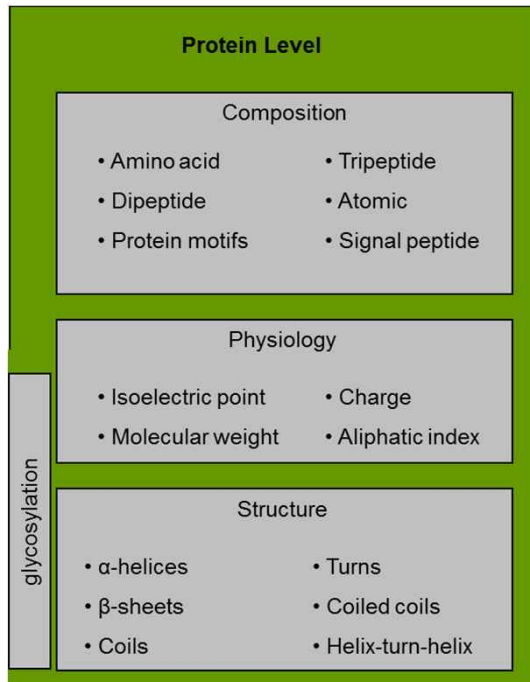 Protein Level
Composition
• Amino acid
• Tripeptide
• Dipeptide
• Atomic
• Protein motifs
• Signal peptide
Physiology
• Isoelectric point
• Charge
• Molecular weight
• Aliphatic index
glycosylation
Structure
• α-helices
• Turns
• β-sheets
• Coiled coils
• Coils
• Helix-turn-helix